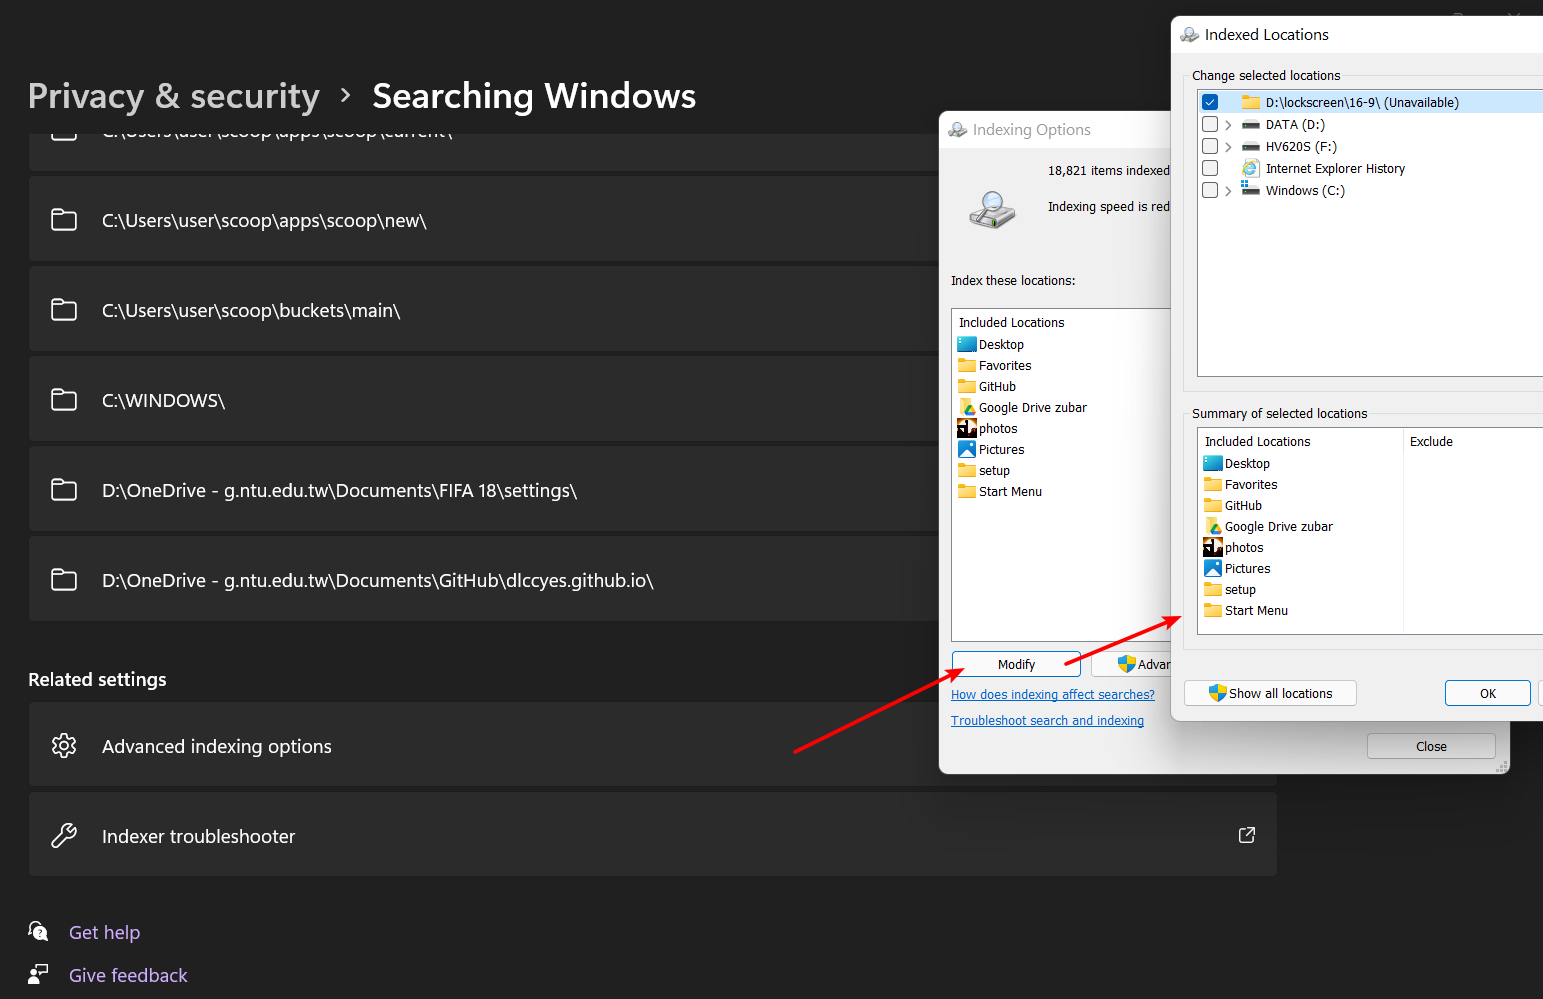 Privacy & security > Searching Windows
C:\Users\user\scoop\apps\scoop\current\
C:\Users\user\scoop\apps\scoop\new\
C:\Users\user\scoop\buckets\main\
C:\WINDOWS\
D:\OneDrive - g.ntu.edu.tw\Documents\FIFA 18\settings\
D:\OneDrive - g.ntu.edu.tw\Documents\GitHub\dlccyes.github.io\
Related settings
Advanced indexing options
Indexer troubleshooter
Get help
Give feedback
Indexing Options
18,821 items indexed
Indexing speed is red
Index these locations:
Included Locations
Desktop
Favorites
GitHub
Google Drive zubar
photos
Pictures
setup
Start Menu
Modify
Advan
How does indexing affect searches?
Troubleshoot search and indexing
Close
Indexed Locations
Change selected locations
D:\lockscreen\16-9\ (Unavailable)
DATA (D:)
HV620S (F:)
Internet Explorer History
Windows (C:)
Summary of selected locations
Included Locations
Exclude
Desktop
Favorites
GitHub
Google Drive zubar
photos
Pictures
setup
Start Menu
Show all locations
OK